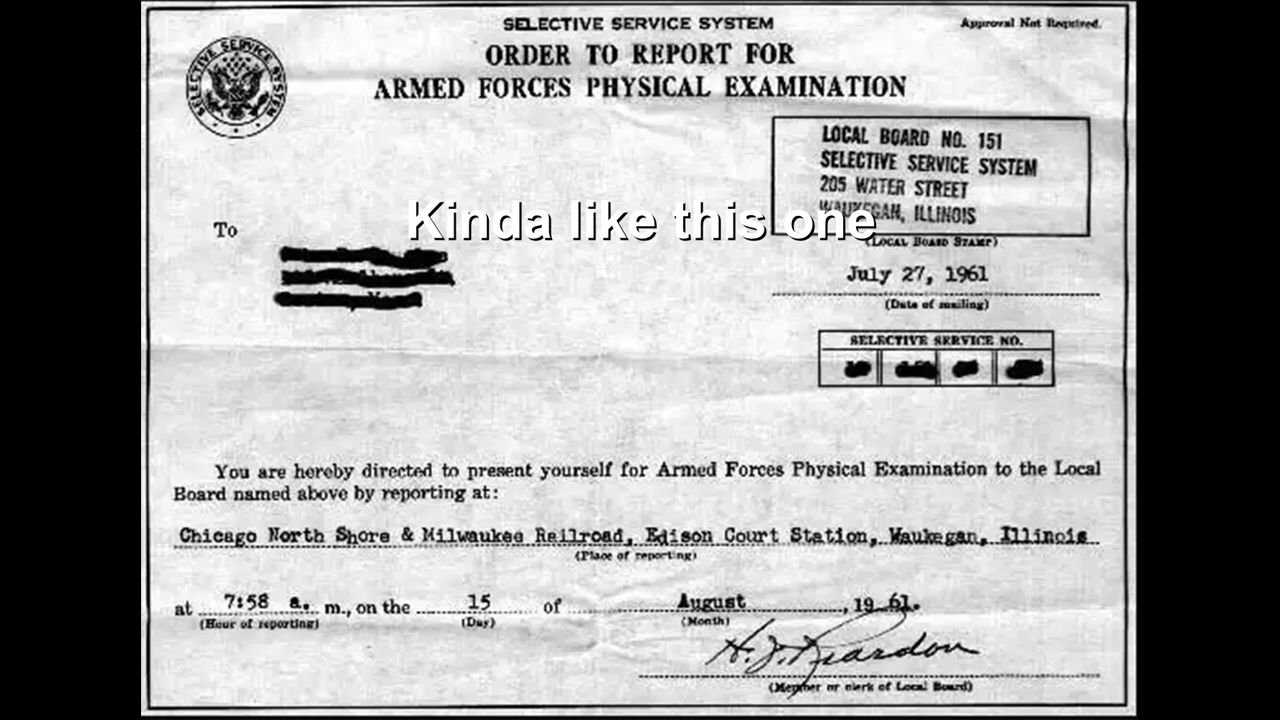 SELECTIVE SERVICE SYSTEM
Approval Not Required.
ORDER TO REPORT FOR
ARMED FORCES PHYSICAL EXAMINATION
SELECTIVE SERVICE SYSTEM
LOCAL BOARD NO. 151
SELECTIVE SERVICE SYSTEM
205 WATER STREET
WAUKEGAN, ILLINOIS
Kinda like this one
To
(LOCAL BOARD STAMP)
July 27, 1961
(Date of mailing)
SELECTIVE SERVICE NO.
You are hereby directed to present yourself for Armed Forces Physical Examination to the Local
Board named above by reporting at:
Chicago North Shore & Milwaukee Railroad, Edison Court Station, Waukegan, Illinois
(Place of reporting)
at 7:58 a. m., on the 15 of August, 19 61.
(Hour of reporting) (Day) (Month)
H. J. Reardon
(Member or clerk of Local Board)